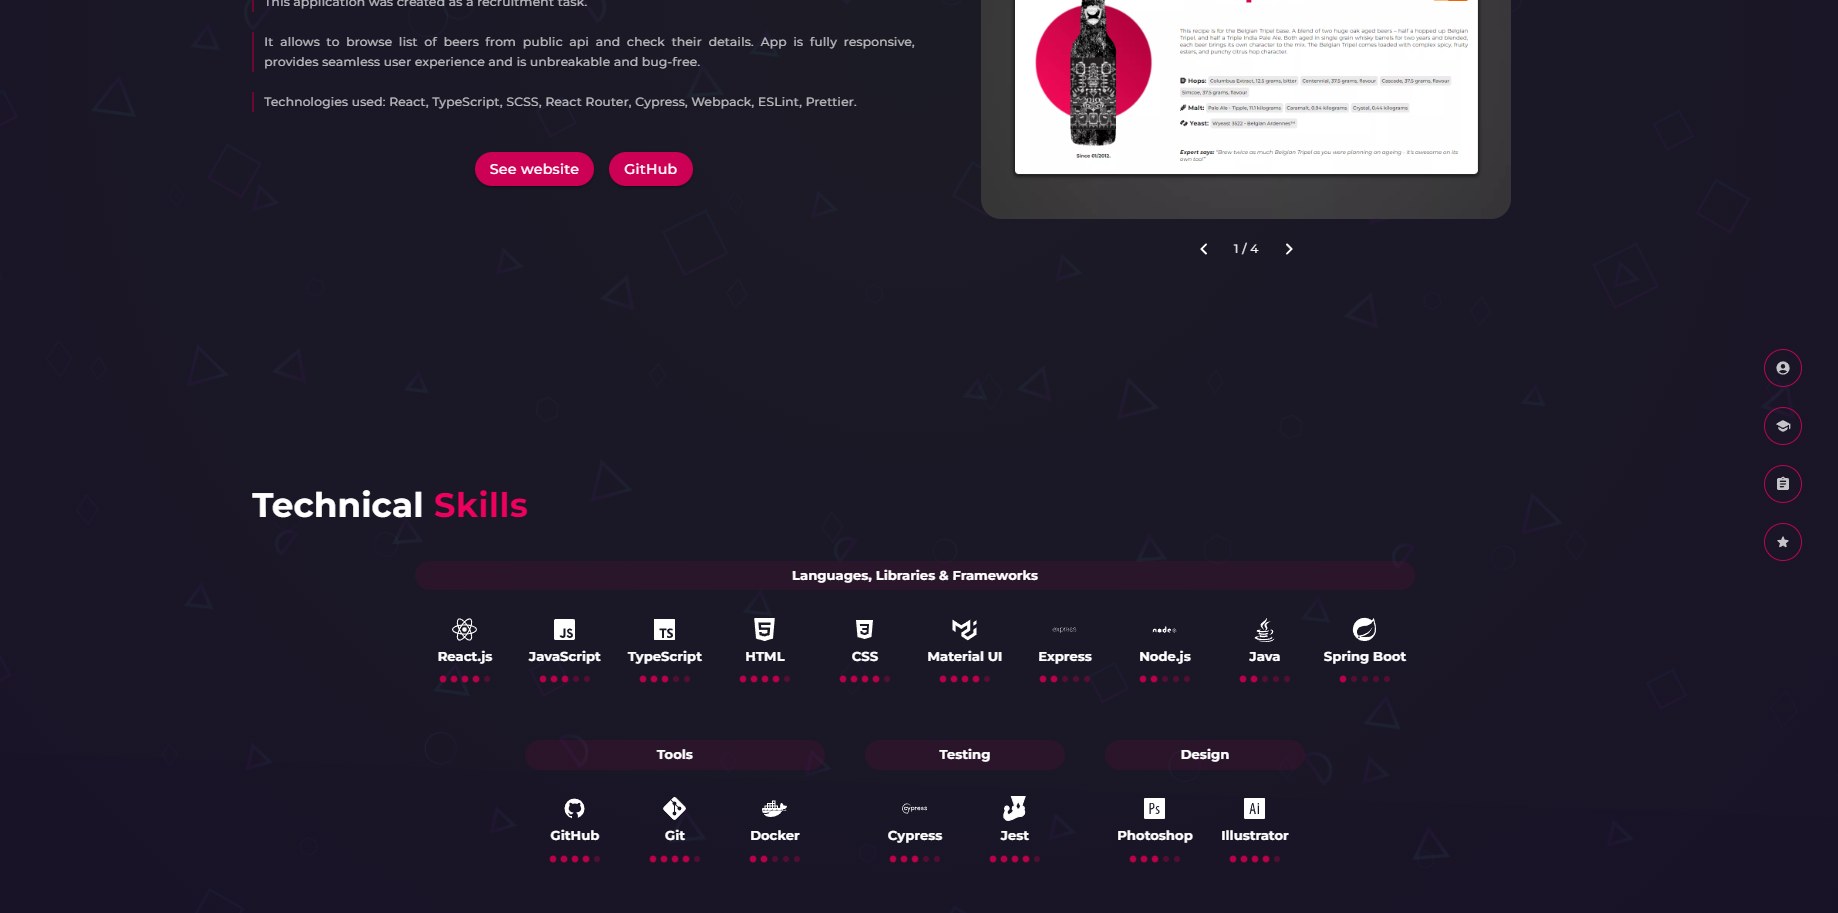 This application was created as a recruitment task.
It allows to browse list of beers from public api and check their details. App is fully responsive,
provides seamless user experience and is unbreakable and bug-free.
Technologies used: React, TypeScript, SCSS, React Router, Cypress, Webpack, ESLint, Prettier.
See website
GitHub
This recipe is for the Belgian Tripel base. A blend of two huge oak aged beers – half a hopped up Belgian
Tripel, and half a Triple India Pale Ale. Both aged in single grain whisky barrels for two years and blended,
each beer brings its own character to the mix. The Belgian Tripel comes loaded with complex spicy, fruity
esters, and punchy citrus hop character.
Hops: Columbus Extract, 12.5 grams, bitter Centennial, 37.5 grams, flavour Cascade, 37.5 grams, flavour
Simcoe, 37.5 grams, flavour
Malt: Pale Ale - Tipple, 11.1 kilograms Caramalt, 0.94 kilograms Crystal, 0.44 kilograms
Yeast: Wyeast 3522 - Belgian Ardennes™
Since 01/2012.
Expert says: "Brew twice as much Belgian Tripel as you were planning on ageing - it's awesome on its
own too!"
1 / 4
Technical Skills
Languages, Libraries & Frameworks
JS
TS
5
3
express
node
React.js
JavaScript
TypeScript
HTML
CSS
Material UI
Express
Node.js
Java
Spring Boot
Tools
Testing
Design
cypress
Ps
Ai
GitHub
Git
Docker
Cypress
Jest
Photoshop
Illustrator